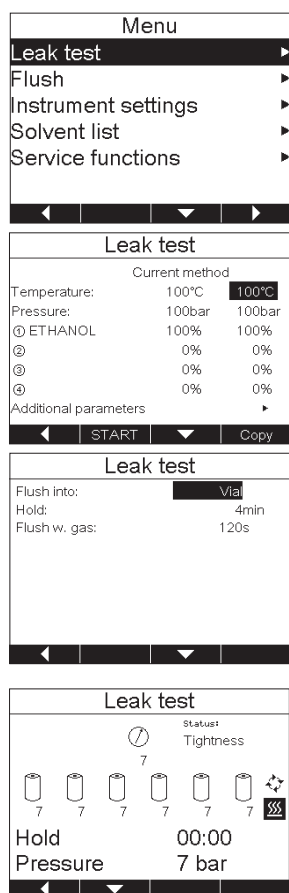 Menu
Leak test
Flush
Instrument settings
Solvent list
Service functions
Leak test
Current method
Temperature: 100°C 100°C
Pressure: 100bar 100bar
① ETHANOL 100% 100%
② 0% 0%
③ 0% 0%
④ 0% 0%
Additional parameters
START Copy
Leak test
Flush into: Vial
Hold: 4min
Flush w. gas: 120s
Leak test
Status:
Tightness
7
7 7 7 7 7 7
Hold 00:00
Pressure 7 bar